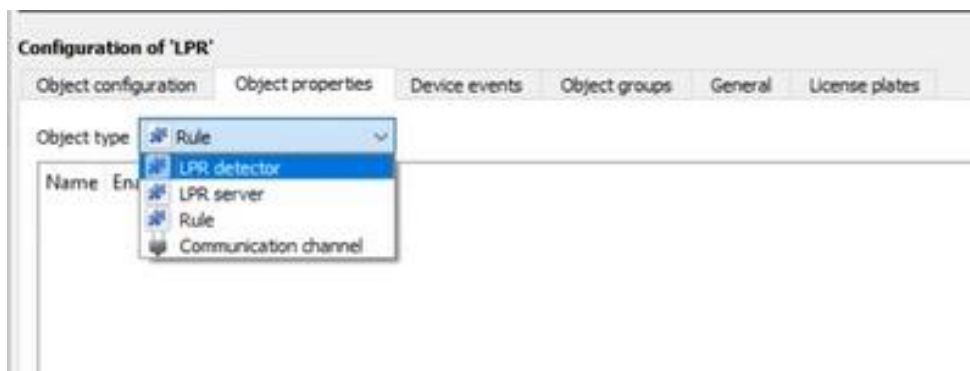 Configuration of 'LPR'
Object configuration Object properties Device events Object groups General License plates
Object type Rule
LPR detector
Name Ena
LPR server
Rule
Communication channel